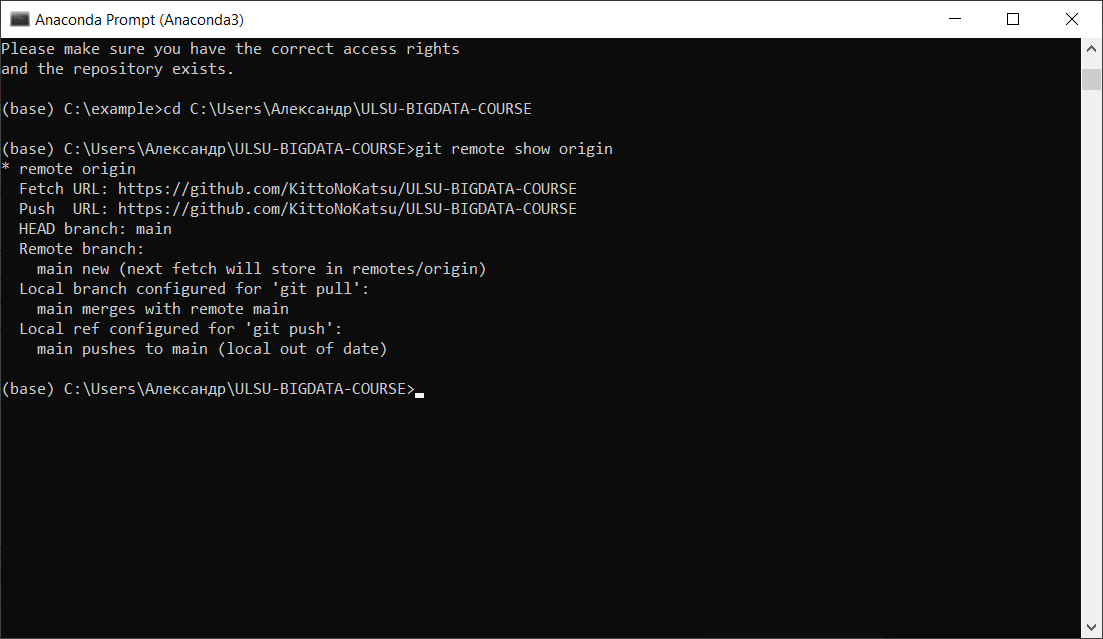 Anaconda Prompt (Anaconda3)
Please make sure you have the correct access rights
and the repository exists.
(base) C:\example>cd C:\Users\Александр\ULSU-BIGDATA-COURSE
(base) C:\Users\Александр\ULSU-BIGDATA-COURSE>git remote show origin
* remote origin
  Fetch URL: https://github.com/KittoNoKatsu/ULSU-BIGDATA-COURSE
  Push  URL: https://github.com/KittoNoKatsu/ULSU-BIGDATA-COURSE
  HEAD branch: main
  Remote branch:
    main new (next fetch will store in remotes/origin)
  Local branch configured for 'git pull':
    main merges with remote main
  Local ref configured for 'git push':
    main pushes to main (local out of date)
(base) C:\Users\Александр\ULSU-BIGDATA-COURSE>